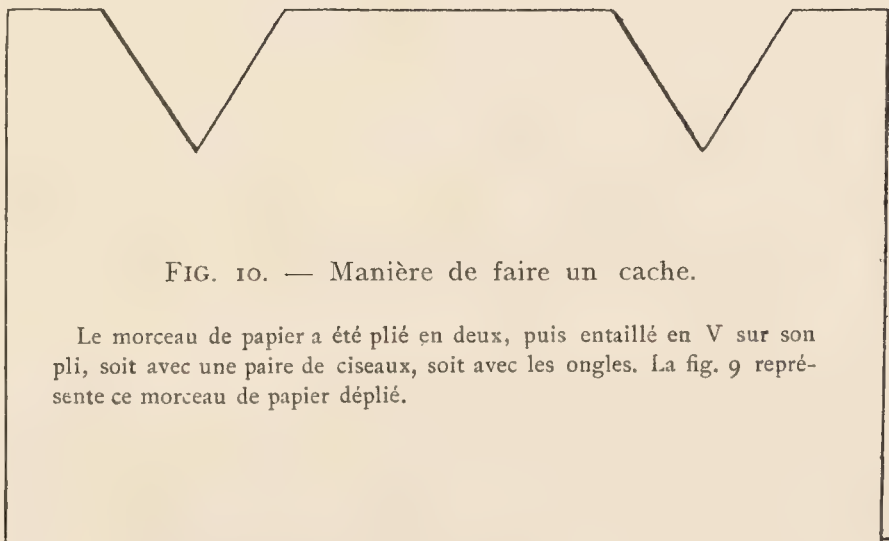 FIG. 10. — Manière de faire un cache.
Le morceau de papier a été plié en deux, puis entaillé en V sur son
pli, soit avec une paire de ciseaux, soit avec les ongles. La fig. 9 repré-
sente ce morceau de papier déplié.